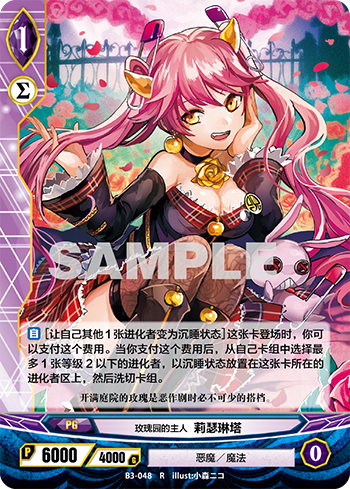 1
Σ
SAMPLE
自 [让自己其他1张进化者变为沉睡状态]这张卡登场时,你可
以支付这个费用。当你支付这个费用后,从自己卡组中选择最
多1张等级2以下的进化者,以沉睡状态放置在这张卡所在的
进化者区上,然后洗切卡组。
开满庭院的玫瑰是恶作剧时必不可少的搭档。
PG 玫瑰园的主人 莉瑟琳塔
P 6000 / 4000 G 恶魔/魔法 0
B3-048 R illust:小森ニコ